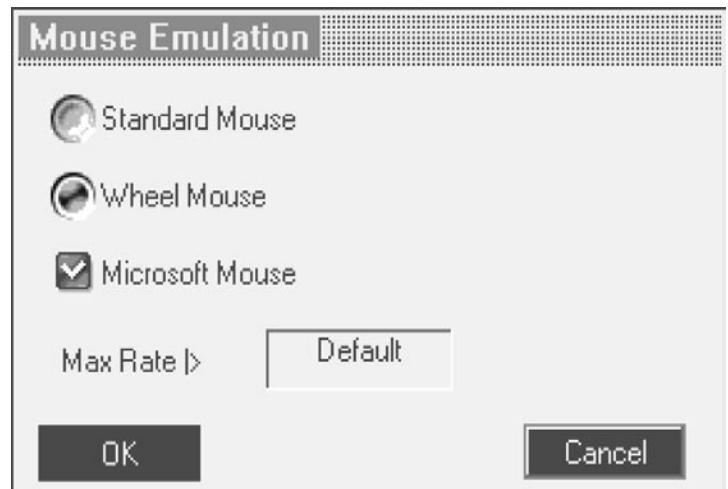 Mouse Emulation
Standard Mouse
Wheel Mouse
Microsoft Mouse
Max Rate |> Default
OK Cancel